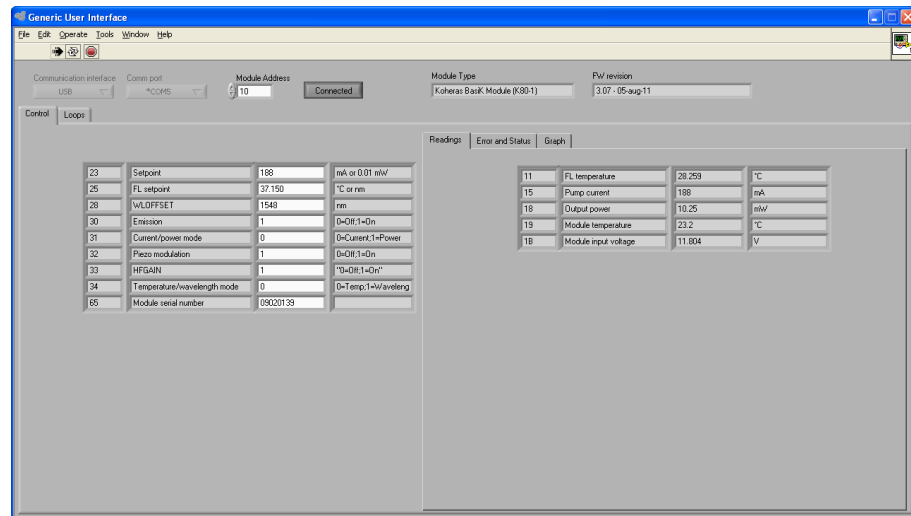 Generic User Interface
File Edit Operate Tools Window Help
Communication interface Comm port Module Address Module Type FW revision
USB *COM5 10 Connected Koheras BasiK Module (K80-1) 3.07 - 05-aug-11
Control Loops
Readings Error and Status Graph
23 Setpoint 188 mA or 0.01 mW
25 FL setpoint 37.150 °C or nm
28 WLOFFSET 1548 nm
30 Emission 1 0=Off;1=On
31 Current/power mode 0 0=Current;1=Power
32 Piezo modulation 1 0=Off;1=On
33 HFGAIN 1 "0=Off;1=On"
34 Temperature/wavelength mode 0 0=Temp;1=Waveleng
65 Module serial number 09020139
11 FL temperature 28.259 °C
15 Pump current 188 mA
18 Output power 10.25 mW
19 Module temperature 23.2 °C
1B Module input voltage 11.804 V